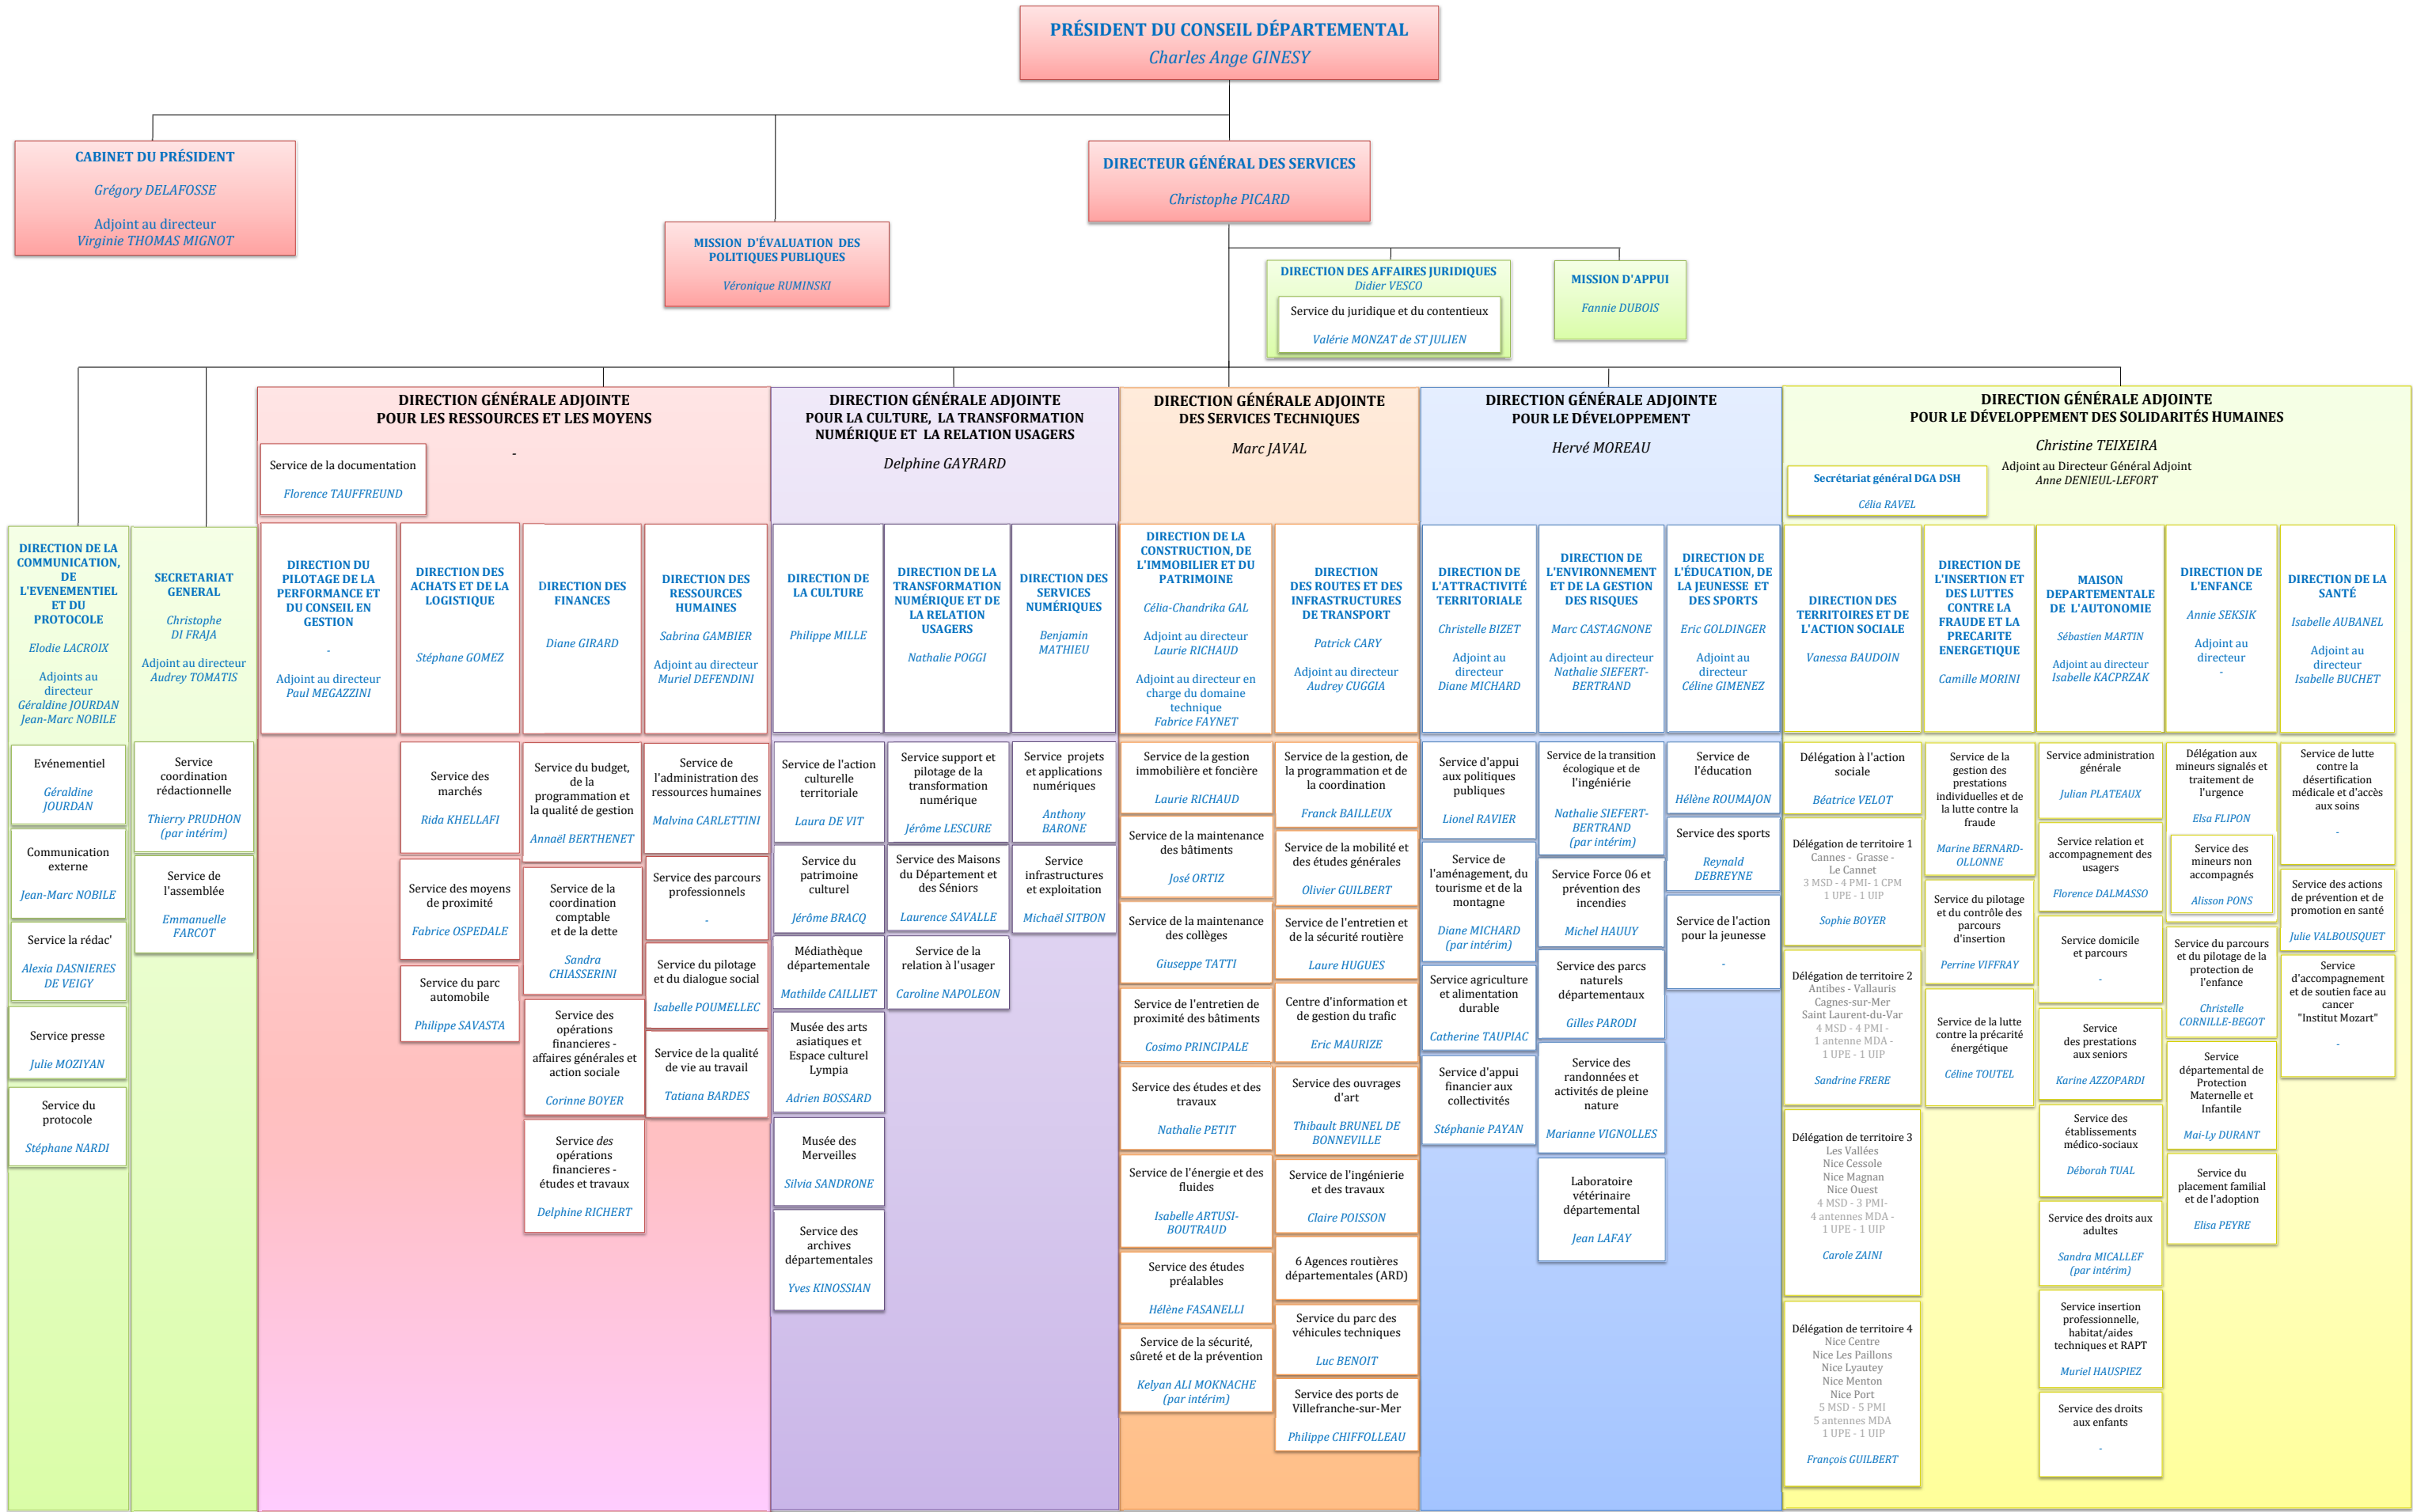 PRÉSIDENT DU CONSEIL DÉPARTEMENTAL
Charles Ange GINESY
CABINET DU PRÉSIDENT
Grégory DELAFOSSE
Adjoint au directeur
Virginie THOMAS MIGNOT
MISSION D'ÉVALUATION DES
POLITIQUES PUBLIQUES
Véronique RUMINSKI
DIRECTEUR GÉNÉRAL DES SERVICES
Christophe PICARD
DIRECTION DES AFFAIRES JURIDIQUES
Didier VESCO
Service du juridique et du contentieux
Valérie MONZAT de ST JULIEN
MISSION D'APPUI
Fannie DUBOIS
DIRECTION DE LA
COMMUNICATION,
DE
L'EVENEMENTIEL
ET DU
PROTOCOLE
Elodie LACROIX
Adjoints au
directeur
Géraldine JOURDAN
Jean-Marc NOBILE
Evénementiel
Géraldine
JOURDAN
Communication
externe
Jean-Marc NOBILE
Service la rédac'
Alexia DASNIERES
DE VEIGY
Service presse
Julie MOZIYAN
Service du
protocole
Stéphane NARDI
SECRETARIAT
GENERAL
Christophe
DI FRAJA
Adjoint au directeur
Audrey TOMATIS
Service
coordination
rédactionnelle
Thierry PRUDHON
(par intérim)
Service de
l'assemblée
Emmanuelle
FARCOT
DIRECTION GÉNÉRALE ADJOINTE
POUR LES RESSOURCES ET LES MOYENS
-
Service de la documentation
Florence TAUFFREUND
DIRECTION DU
PILOTAGE DE LA
PERFORMANCE ET
DU CONSEIL EN
GESTION
-
Adjoint au directeur
Paul MEGAZZINI
DIRECTION DES
ACHATS ET DE LA
LOGISTIQUE
Stéphane GOMEZ
Service des
marchés
Rida KHELLAFI
Service des moyens
de proximité
Fabrice OSPEDALE
Service du parc
automobile
Philippe SAVASTA
DIRECTION DES
FINANCES
Diane GIRARD
Service du budget,
de la
programmation et
la qualité de gestion
Annaël BERTHENET
Service de la
coordination
comptable
et de la dette
Sandra
CHIASSERINI
Service des
opérations
financieres -
affaires générales et
action sociale
Corinne BOYER
Service des
opérations
financieres -
études et travaux
Delphine RICHERT
DIRECTION DES
RESSOURCES
HUMAINES
Sabrina GAMBIER
Adjoint au directeur
Muriel DEFENDINI
Service de
l'administration des
ressources humaines
Malvina CARLETTINI
Service des parcours
professionnels
-
Service du pilotage
et du dialogue social
Isabelle POUMELLEC
Service de la qualité
de vie au travail
Tatiana BARDES
DIRECTION GÉNÉRALE ADJOINTE
POUR LA CULTURE, LA TRANSFORMATION
NUMÉRIQUE ET LA RELATION USAGERS
Delphine GAYRARD
DIRECTION DE
LA CULTURE
Philippe MILLE
Service de l'action
culturelle
territoriale
Laura DE VIT
Service du
patrimoine
culturel
Jérôme BRACQ
Médiathèque
départementale
Mathilde CAILLIET
Musée des arts
asiatiques et
Espace culturel
Lympia
Adrien BOSSARD
Musée des
Merveilles
Silvia SANDRONE
Service des
archives
départementales
Yves KINOSSIAN
DIRECTION DE LA
TRANSFORMATION
NUMÉRIQUE ET DE
LA RELATION
USAGERS
Nathalie POGGI
Service support et
pilotage de la
transformation
numérique
Jérôme LESCURE
Service des Maisons
du Département et
des Séniors
Laurence SAVALLE
Service de la
relation à l'usager
Caroline NAPOLEON
DIRECTION DES
SERVICES
NUMÉRIQUES
Benjamin
MATHIEU
Service projets
et applications
numériques
Anthony
BARONE
Service
infrastructures
et exploitation
Michaël SITBON
DIRECTION GÉNÉRALE ADJOINTE
DES SERVICES TECHNIQUES
Marc JAVAL
DIRECTION DE LA
CONSTRUCTION, DE
L'IMMOBILIER ET DU
PATRIMOINE
Célia-Chandrika GAL
Adjoint au directeur
Laurie RICHAUD
Adjoint au directeur en
charge du domaine
technique
Fabrice FAYNET
Service de la gestion
immobilière et foncière
Laurie RICHAUD
Service de la maintenance
des bâtiments
José ORTIZ
Service de la maintenance
des collèges
Giuseppe TATTI
Service de l'entretien de
proximité des bâtiments
Cosimo PRINCIPALE
Service des études et des
travaux
Nathalie PETIT
Service de l'énergie et des
fluides
Isabelle ARTUSI-
BOUTRAUD
Service des études
préalables
Hélène FASANELLI
Service de la sécurité,
sûreté et de la prévention
Kelyan ALI MOKNACHE
(par intérim)
DIRECTION
DES ROUTES ET DES
INFRASTRUCTURES
DE TRANSPORT
Patrick CARY
Adjoint au directeur
Audrey CUGGIA
Service de la gestion, de
la programmation et de
la coordination
Franck BAILLEUX
Service de la mobilité et
des études générales
Olivier GUILBERT
Service de l'entretien et
de la sécurité routière
Laure HUGUES
Centre d'information et
de gestion du trafic
Eric MAURIZE
Service des ouvrages
d'art
Thibault BRUNEL DE
BONNEVILLE
Service de l'ingénierie
et des travaux
Claire POISSON
6 Agences routières
départementales (ARD)
Service du parc des
véhicules techniques
Luc BENOIT
Service des ports de
Villefranche-sur-Mer
Philippe CHIFFOLLEAU
DIRECTION GÉNÉRALE ADJOINTE
POUR LE DÉVELOPPEMENT
Hervé MOREAU
DIRECTION DE
L'ATTRACTIVITÉ
TERRITORIALE
Christelle BIZET
Adjoint au
directeur
Diane MICHARD
Service d'appui
aux politiques
publiques
Lionel RAVIER
Service de
l'aménagement, du
tourisme et de la
montagne
Diane MICHARD
(par intérim)
Service agriculture
et alimentation
durable
Catherine TAUPIAC
Service d'appui
financier aux
collectivités
Stéphanie PAYAN
DIRECTION DE
L'ENVIRONNEMENT
ET DE LA GESTION
DES RISQUES
Marc CASTAGNONE
Adjoint au directeur
Nathalie SIEFERT-
BERTRAND
Service de la transition
écologique et de
l'ingéniérie
Nathalie SIEFERT-
BERTRAND
(par intérim)
Service Force 06 et
prévention des
incendies
Michel HAUUY
Service des parcs
naturels
départementaux
Gilles PARODI
Service des
randonnées et
activités de pleine
nature
Marianne VIGNOLLES
Laboratoire
vétérinaire
départemental
Jean LAFAY
DIRECTION DE
L'ÉDUCATION, DE
LA JEUNESSE ET
DES SPORTS
Eric GOLDINGER
Adjoint au
directeur
Céline GIMENEZ
Service de
l'éducation
Hélène ROUMAJON
Service des sports
Reynald
DEBREYNE
Service de l'action
pour la jeunesse
-
DIRECTION GÉNÉRALE ADJOINTE
POUR LE DÉVELOPPEMENT DES SOLIDARITÉS HUMAINES
Christine TEIXEIRA
Adjoint au Directeur Général Adjoint
Anne DENIEUL-LEFORT
Secrétariat général DGA DSH
Célia RAVEL
DIRECTION DES
TERRITOIRES ET DE
L'ACTION SOCIALE
Vanessa BAUDOIN
Délégation à l'action
sociale
Béatrice VELOT
Délégation de territoire 1
Cannes - Grasse -
Le Cannet
3 MSD - 4 PMI- 1 CPM
1 UPE - 1 UIP
Sophie BOYER
Délégation de territoire 2
Antibes - Vallauris
Cagnes-sur-Mer
Saint Laurent-du-Var
4 MSD - 4 PMI -
1 antenne MDA -
1 UPE - 1 UIP
Sandrine FRERE
Délégation de territoire 3
Les Vallées
Nice Cessole
Nice Magnan
Nice Ouest
4 MSD - 3 PMI-
4 antennes MDA -
1 UPE - 1 UIP
Carole ZAINI
Délégation de territoire 4
Nice Centre
Nice Les Paillons
Nice Lyautey
Nice Menton
Nice Port
5 MSD - 5 PMI
5 antennes MDA
1 UPE - 1 UIP
François GUILBERT
DIRECTION DE
L'INSERTION ET
DES LUTTES
CONTRE LA
FRAUDE ET LA
PRECARITE
ENERGETIQUE
Camille MORINI
Service de la
gestion des
prestations
individuelles et de
la lutte contre la
fraude
Marine BERNARD-
OLLONNE
Service du pilotage
et du contrôle des
parcours
d'insertion
Perrine VIFFRAY
Service de la lutte
contre la précarité
énergétique
Céline TOUTEL
MAISON
DEPARTEMENTALE
DE L'AUTONOMIE
Sébastien MARTIN
Adjoint au directeur
Isabelle KACPRZAK
Service administration
générale
Julian PLATEAUX
Service relation et
accompagnement des
usagers
Florence DALMASSO
Service domicile
et parcours
-
Service
des prestations
aux seniors
Karine AZZOPARDI
Service des
établissements
médico-sociaux
Déborah TUAL
Service des droits aux
adultes
Sandra MICALLEF
(par intérim)
Service insertion
professionnelle,
habitat/aides
techniques et RAPT
Muriel HAUSPIEZ
Service des droits
aux enfants
-
DIRECTION DE
L'ENFANCE
Annie SEKSIK
Adjoint au
directeur
-
Délégation aux
mineurs signalés et
traitement de
l'urgence
Elsa FLIPON
Service des
mineurs non
accompagnés
Alisson PONS
Service du parcours
et du pilotage de la
protection de
l'enfance
Christelle
CORNILLE-BEGOT
Service
départemental de
Protection
Maternelle et
Infantile
Mai-Ly DURANT
Service du
placement familial
et de l'adoption
Elisa PEYRE
DIRECTION DE LA
SANTÉ
Isabelle AUBANEL
Adjoint au
directeur
Isabelle BUCHET
Service de lutte
contre la
désertification
médicale et d'accès
aux soins
-
Service des actions
de prévention et de
promotion en santé
Julie VALBOUSQUET
Service
d'accompagnement
et de soutien face au
cancer
"Institut Mozart"
-